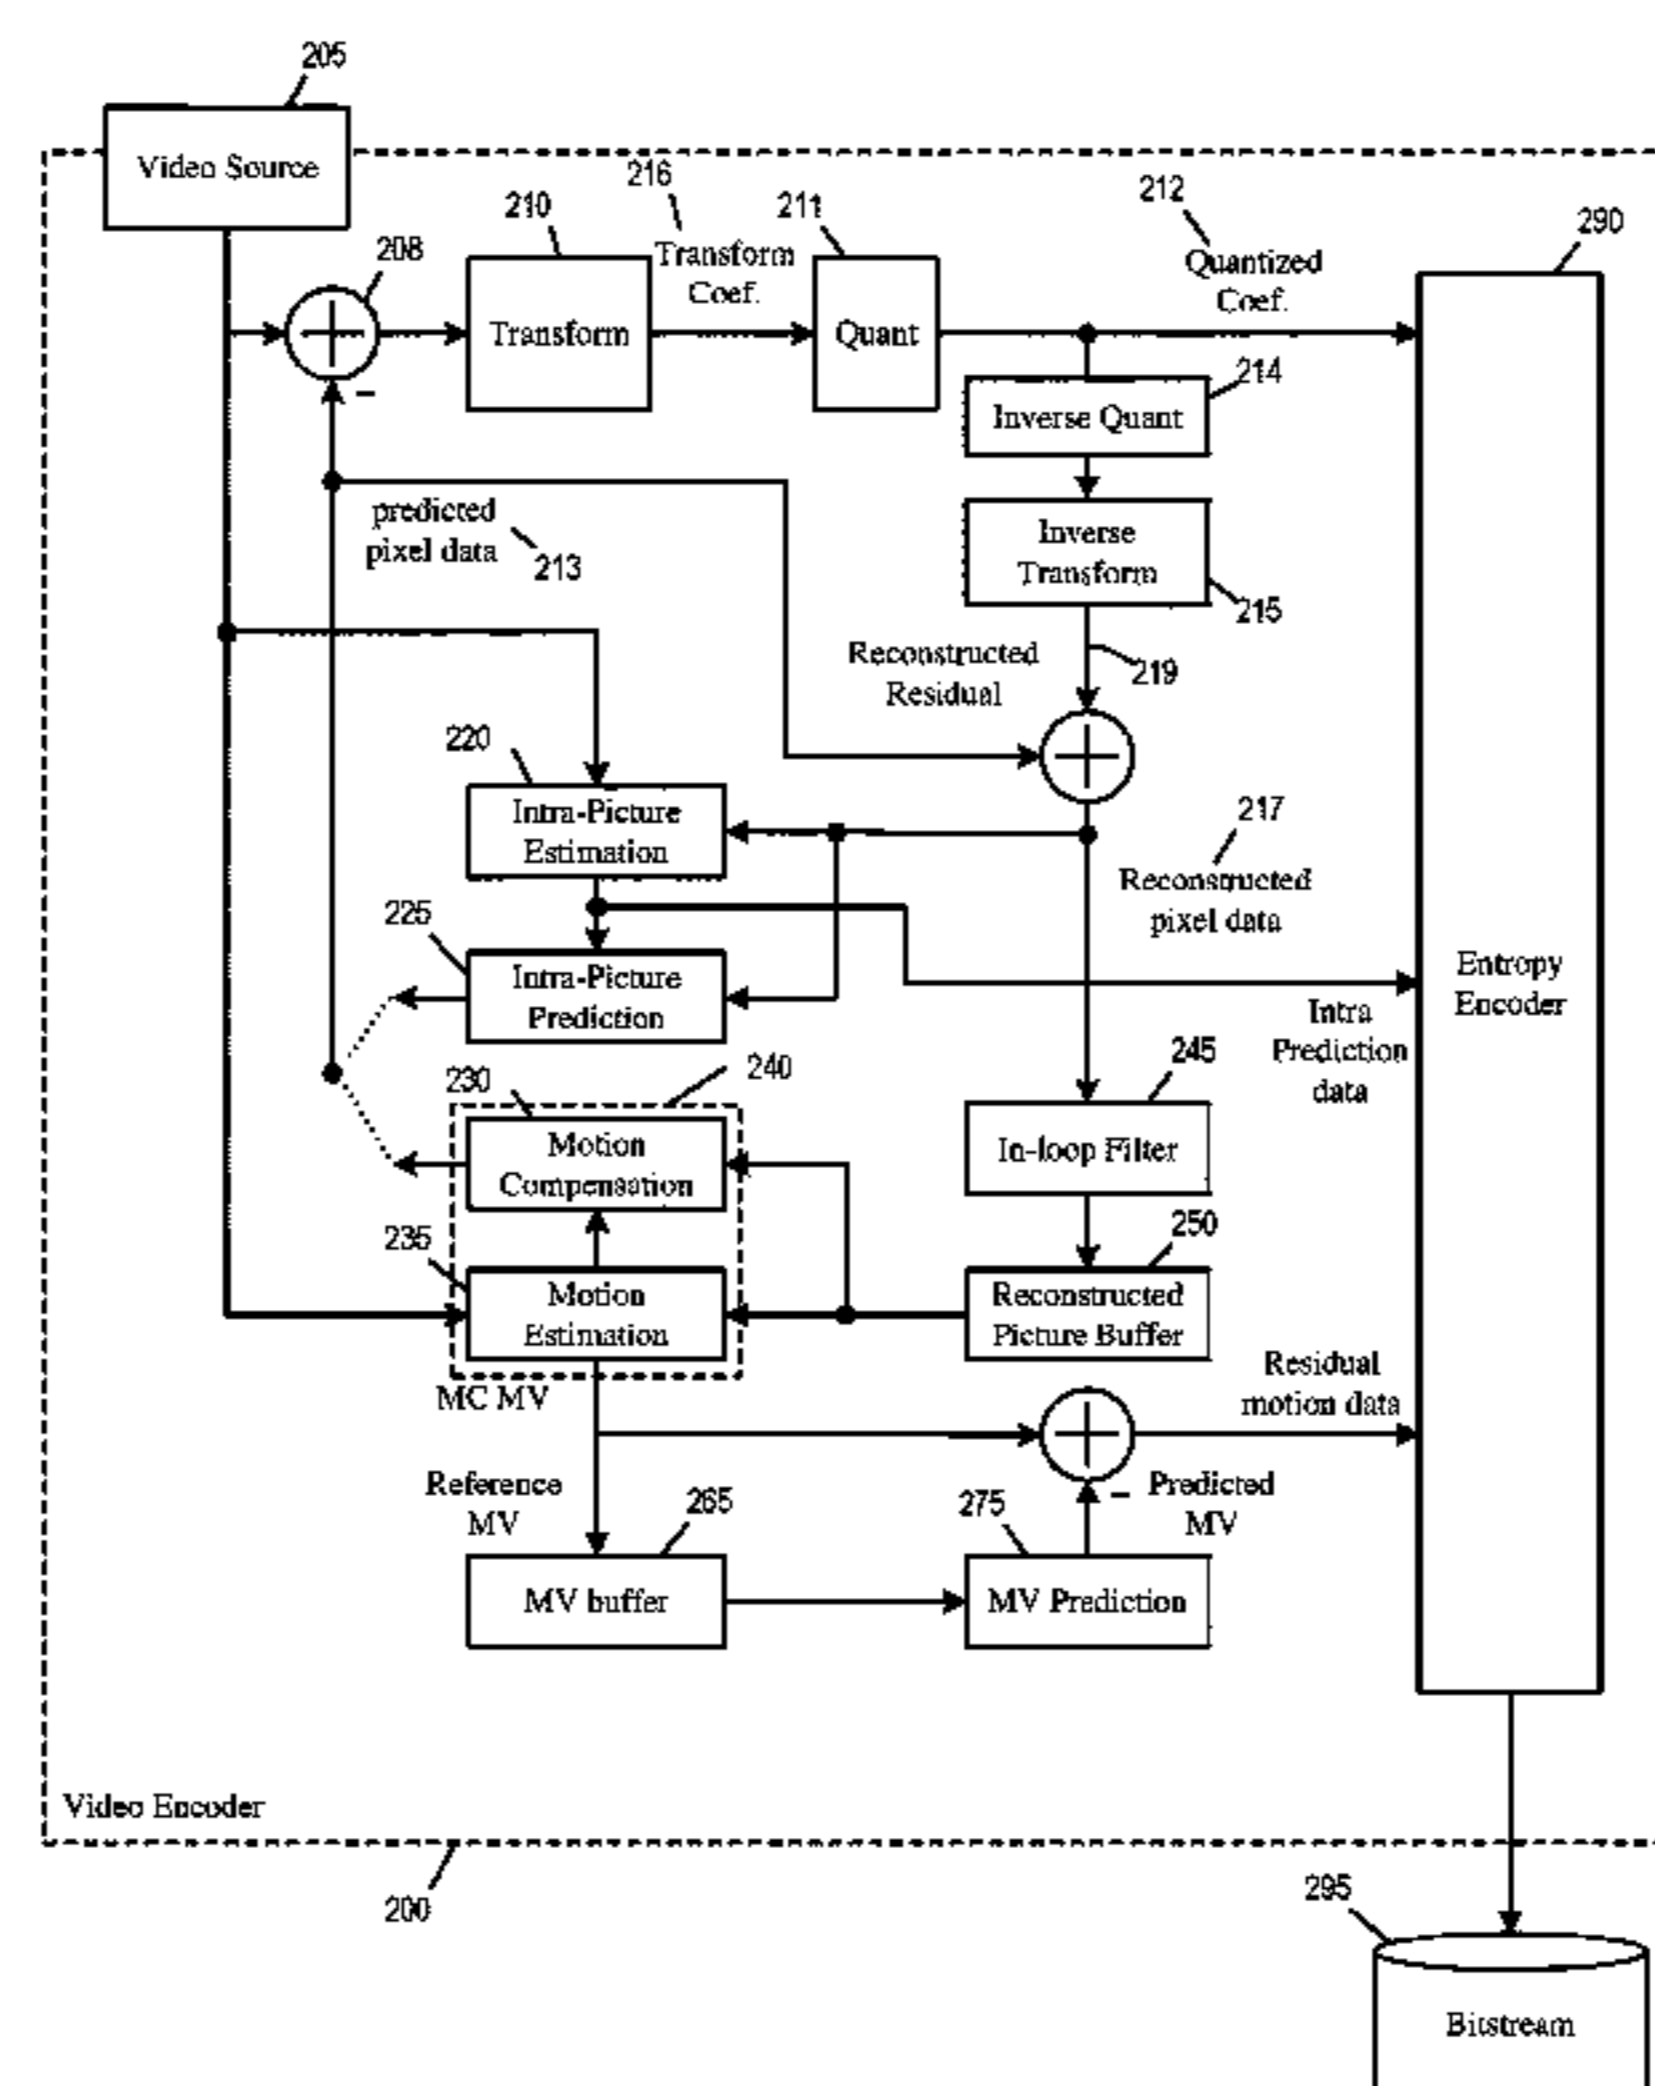 205
Video Source
216
212
210
211
290
208
Transform
Coef.
Quantized
Coef.
Transform
Quant
-
214
Inverse Quant
predicted
pixel data
213
Inverse
Transform
215
Reconstructed
Residual
219
220
217
Intra-Picture
Estimation
Reconstructed
pixel data
225
Intra-Picture
Prediction
Entropy
Encoder
Intra
Prediction
data
230
240
245
Motion
Compensation
In-loop Filter
235
250
Motion
Estimation
Reconstructed
Picture Buffer
MC MV
Residual
motion data
Reference
MV
265
275
-
Predicted
MV
MV buffer
MV Prediction
Video Encoder
200
295
Bitstream